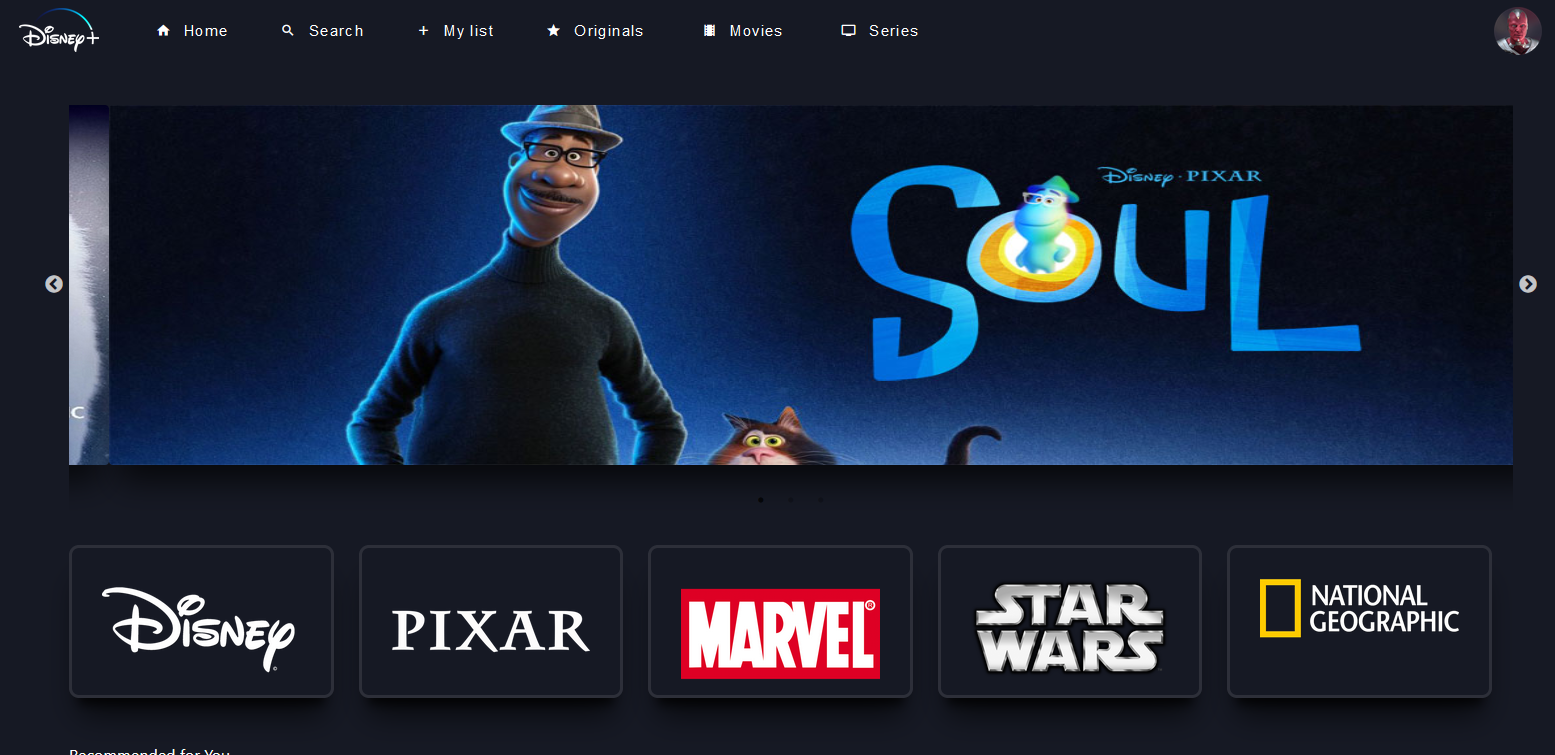 Disney+
Home
Search
My list
Originals
Movies
Series
Disney · PIXAR
SOUL
C
Disney
PIXAR
MARVEL®
STAR
WARS
NATIONAL
GEOGRAPHIC
Recommended for You